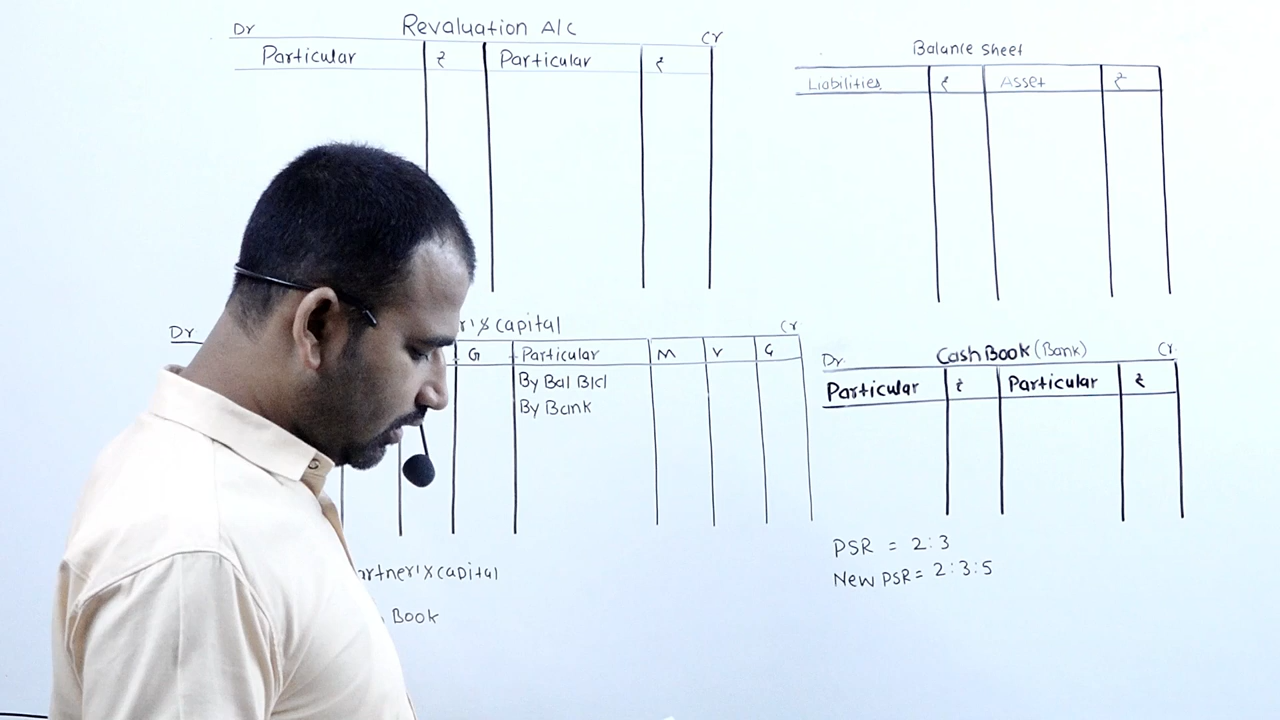 Dr Revaluation A/C Cr
Particular ₹ Particular ₹
Balance Sheet
Liabilities ₹ Asset ₹
Dr. r's Capital Cr
G Particular M V G
By Bal B/d
By Bank
Dr. Cash Book (Bank) Cr.
Particular ₹ Particular ₹
PSR = 2:3
New PSR = 2:3:5
artner's capital
Book